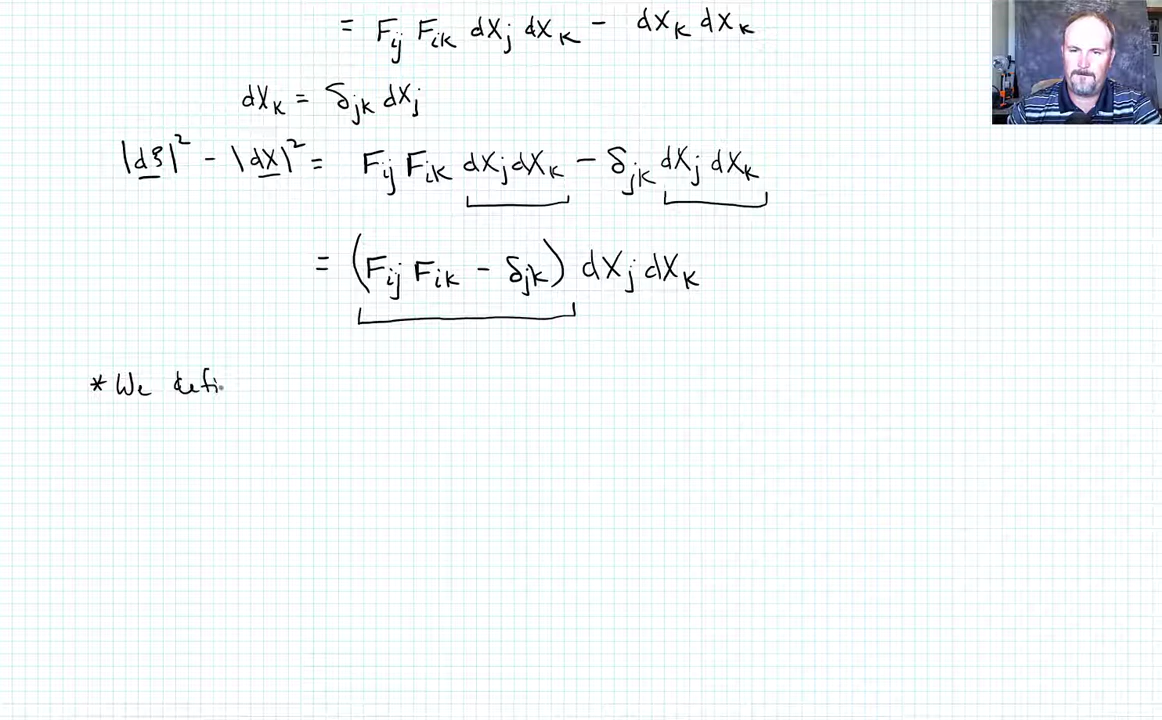 = F_ij F_ik dX_j dX_k - dX_k dX_k
dX_k = δ_jk dX_j
|dξ|² - |dX|² = F_ij F_ik dX_j dX_k - δ_jk dX_j dX_k
= (F_ij F_ik - δ_jk) dX_j dX_k
* We defi